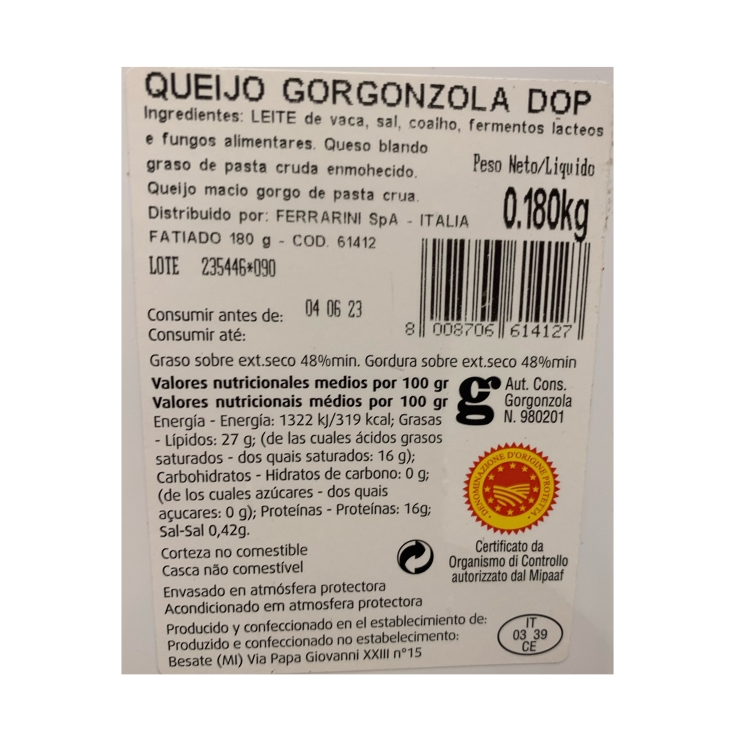 QUEIJO GORGONZOLA DOP
Ingredientes: LEITE de vaca, sal, coalho, fermentos lácteos
e fungos alimentares. Queso blando
graso de pasta cruda enmohecido.
Queijo macio gorgo de pasta crua.
Distribuido por: FERRARINI SpA - ITALIA
FATIADO 180 g - COD. 61412
LOTE 235446*090
Peso Neto/Liquido
0.180kg
Consumir antes de: 04 06 23
Consumir até:
8 008706 614127
Graso sobre ext.seco 48%min. Gordura sobre ext.seco 48%min
Valores nutricionales medios por 100 gr
Valores nutricionais médios por 100 gr
Energía - Energía: 1322 kJ/319 kcal; Grasas
- Lípidos: 27 g; (de las cuales ácidos grasos
saturados - dos quais saturados: 16 g);
Carbohidratos - Hidratos de carbono: 0 g;
(de los cuales azúcares - dos quais
açucares: 0 g); Proteínas - Proteínas: 16g;
Sal-Sal 0,42g.
g
Aut. Cons.
Gorgonzola
N. 980201
DENOMINAZIONE D'ORIGINE PROTETTA
Certificato da
Organismo di Controllo
autorizzato dal Mipaaf
Corteza no comestible
Casca não comestível
Envasado en atmósfera protectora
Acondicionado em atmosfera protectora
Producido y confeccionado en el establecimiento de:
Produzido e confeccionado no estabelecimento:
Besate (MI) Via Papa Giovanni XXIII n°15
IT
03 39
CE